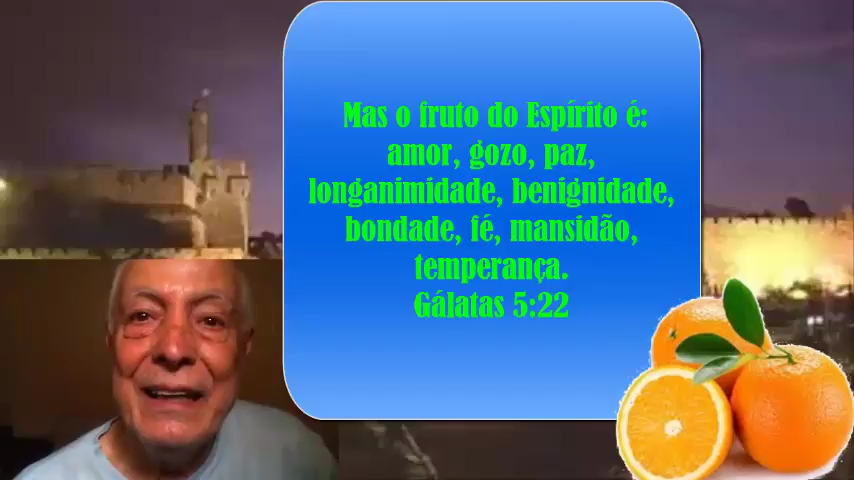 Mas o fruto do Espírito é:
amor, gozo, paz,
longanimidade, benignidade,
bondade, fé, mansidão,
temperança.
Gálatas 5:22